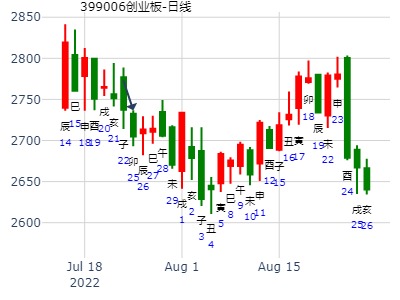 399006创业板-日线
2850
2800
2750
2700
2650
2600
辰
14
巳
15
申
18
酉
19
戌
20
亥
21
子
22
卯
25
辰
26
巳
27
午
28
未
29
戌
1
亥
2
子
3
丑
4
寅
5
巳
8
午
9
未
10
申
11
酉
12
子
15
丑
16
寅
17
卯
18
辰
19
未
22
申
23
酉
24
戌
25
亥
26
Jul 18
2022
Aug 1
Aug 15